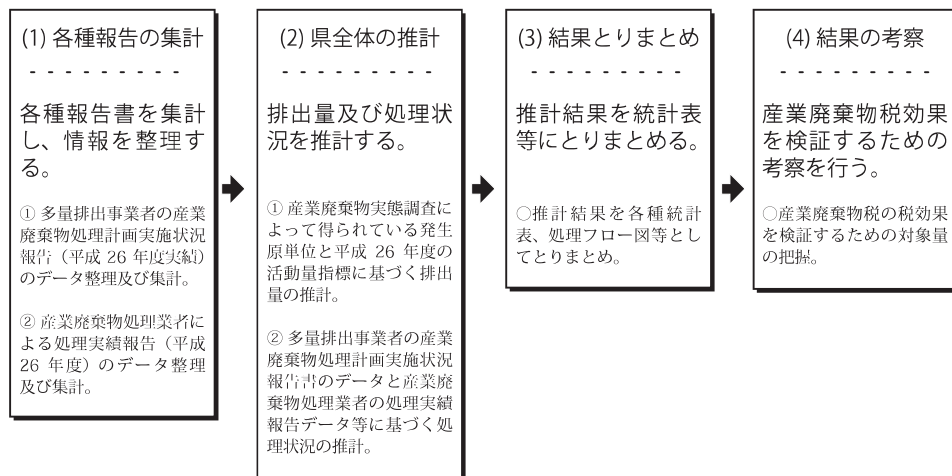 (1) 各種報告の集計
各種報告書を集計
し、情報を整理す
る。
① 多量排出事業者の産業
廃棄物処理計画実施状況
報告（平成 26 年度実績）
のデータ整理及び集計。
② 産業廃棄物処理業者に
よる処理実績報告（平成
26 年度）のデータ整理
及び集計。
(2) 県全体の推計
排出量及び処理状
況を推計する。
① 産業廃棄物実態調査に
よって得られている発生
原単位と平成 26 年度の
活動量指標に基づく排出
量の推計。
② 多量排出事業者の産業
廃棄物処理計画実施状況
報告書のデータと産業廃
棄物処理業者の処理実績
報告データ等に基づく処
理状況の推計。
(3) 結果とりまとめ
推計結果を統計表
等にとりまとめる。
○推計結果を各種統計
表、処理フロー図等とし
てとりまとめ。
(4) 結果の考察
産業廃棄物税効果
を検証するための
考察を行う。
○産業廃棄物税の税効果
を検証するための対象量
の把握。